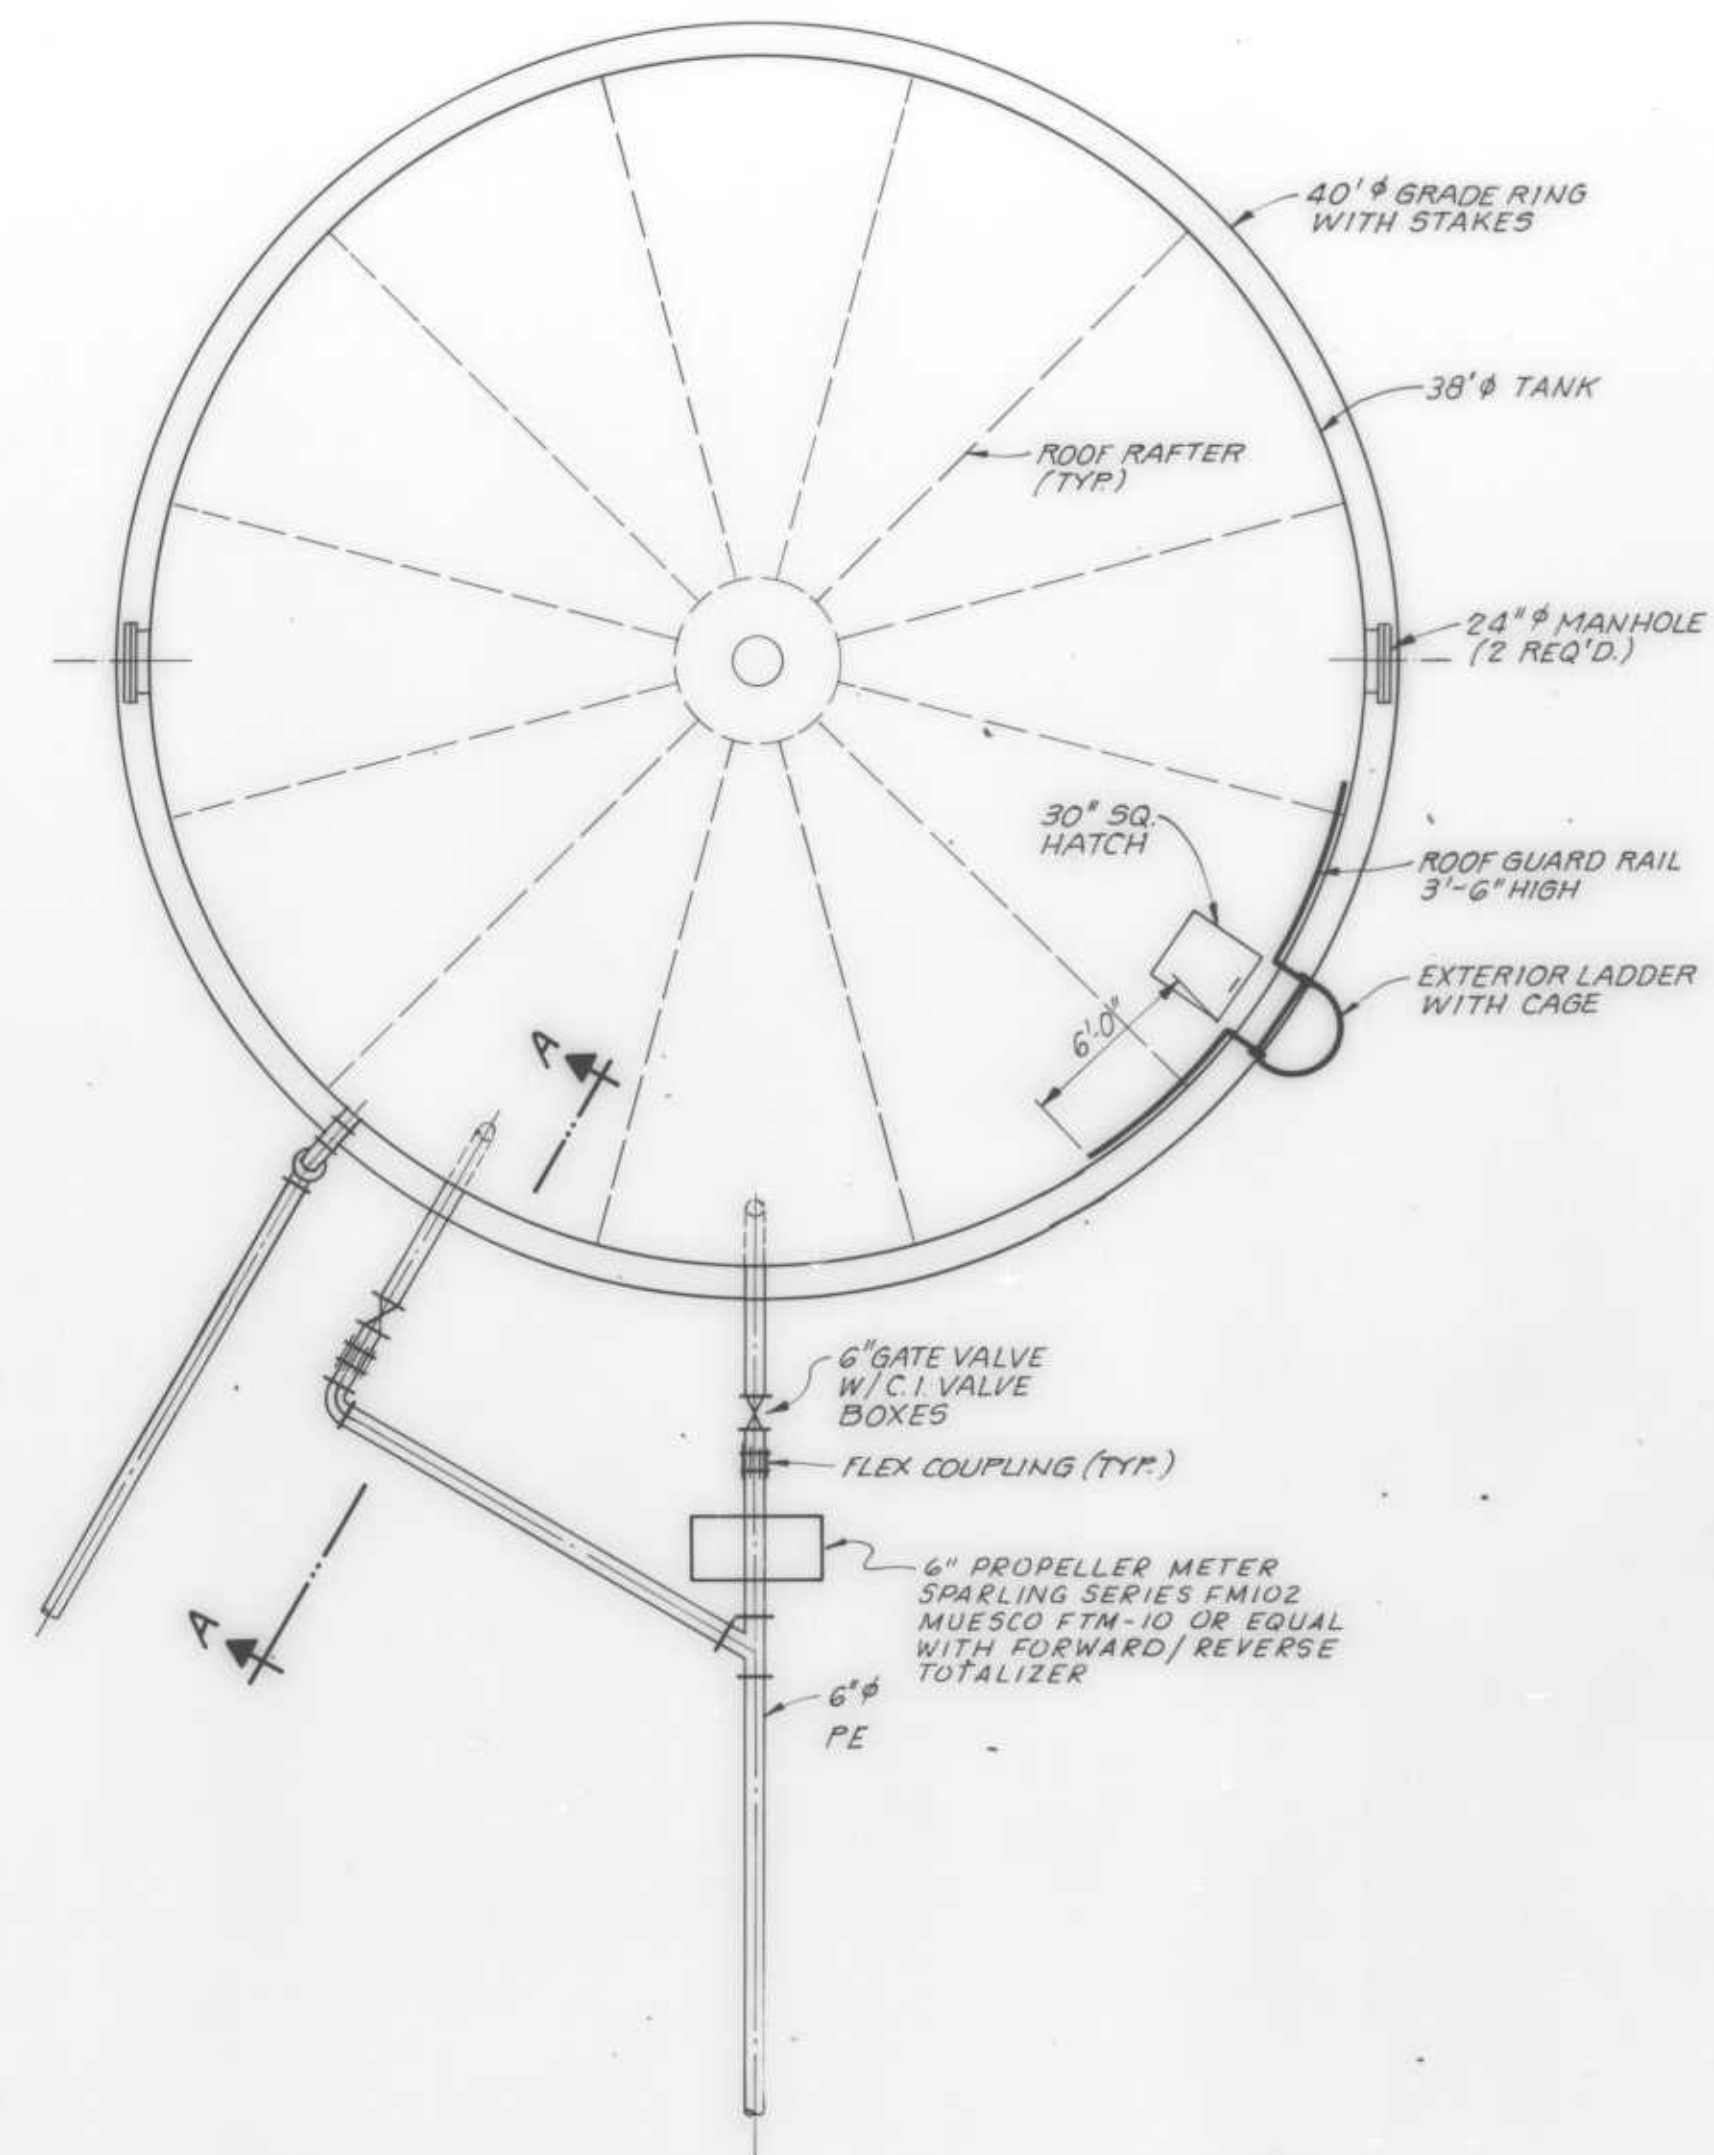 40' ϕ GRADE RING
WITH STAKES
38' ϕ TANK
ROOF RAFTER
(TYP.)
24" ϕ MANHOLE
(2 REQ'D.)
30" SQ.
HATCH
ROOF GUARD RAIL
3'-6" HIGH
EXTERIOR LADDER
WITH CAGE
6'-0"
A
6" GATE VALVE
W/ C.I. VALVE
BOXES
FLEX COUPLING (TYP.)
6" PROPELLER METER
SPARLING SERIES FM102
MUESCO FTM-10 OR EQUAL
WITH FORWARD/REVERSE
TOTALIZER
A
6" ϕ
PE